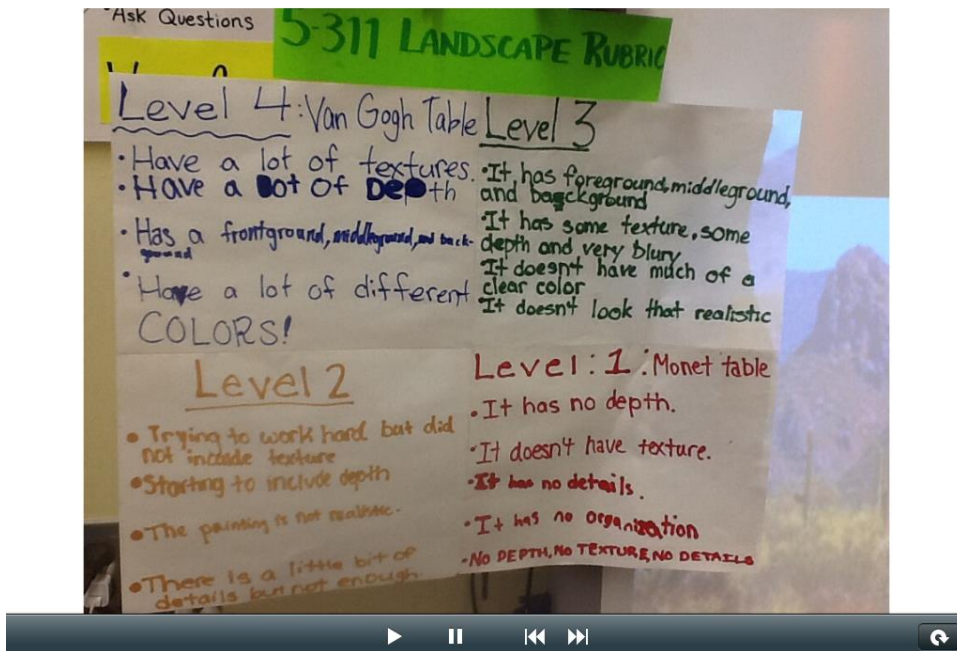 Ask Questions
5-311 LANDSCAPE RUBRIC
Level 4: Van Gogh Table
• Have a lot of textures.
• Have a Lot Of Depth
• Has a frontground, middleground, and back-
ground
• Have a lot of different
COLORS!
Level 3
• It has foreground, middleground,
and background
• It has some texture, some
depth and very blury
It doesn't have much of a
clear color
• It doesn't look that realistic
Level 2
• Trying to work hard but did
not include texture
• Starting to include depth
• The painting is not realistic.
• There is a little bit of
details but not enough.
Level: 1: Monet table
• It has no depth.
• It doesn't have texture.
• It has no details.
• It has no organization
• NO DEPTH, NO TEXTURE, NO DETAILS